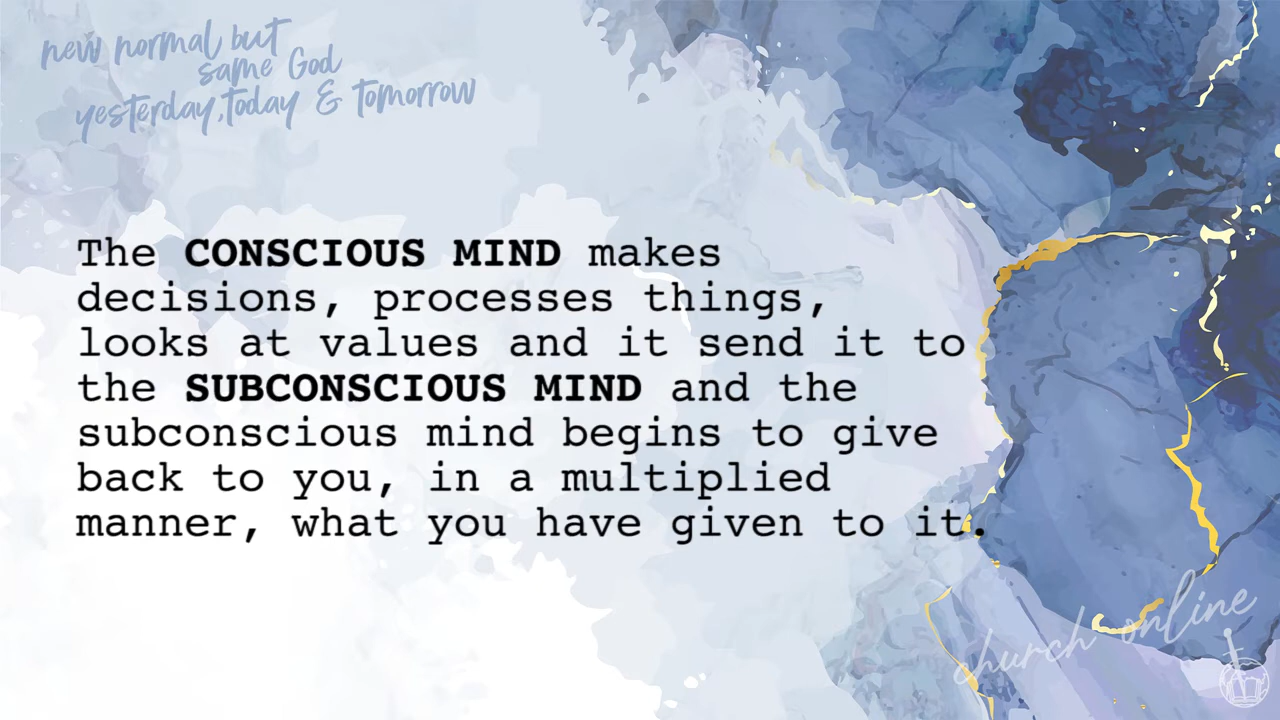 new normal but
same God
yesterday, today & tomorrow
The CONSCIOUS MIND makes
decisions, processes things,
looks at values and it send it to
the SUBCONSCIOUS MIND and the
subconscious mind begins to give
back to you, in a multiplied
manner, what you have given to it.
church online